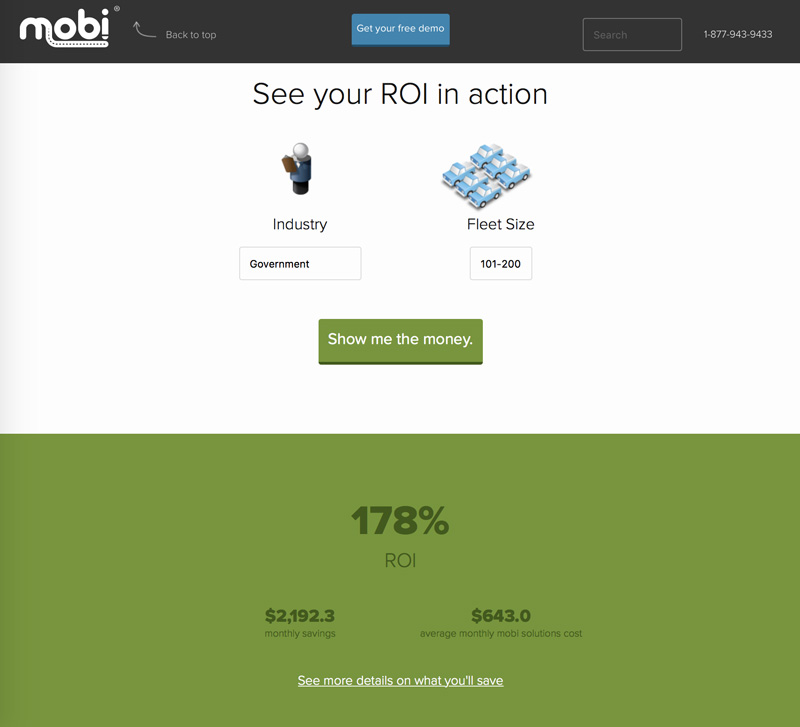 mobi®
Back to top
Get your free demo
Search
1-877-943-9433
See your ROI in action
Industry
Fleet Size
Government
101-200
Show me the money.
178%
ROI
$2,192.3
$643.0
monthly savings
average monthly mobi solutions cost
See more details on what you'll save